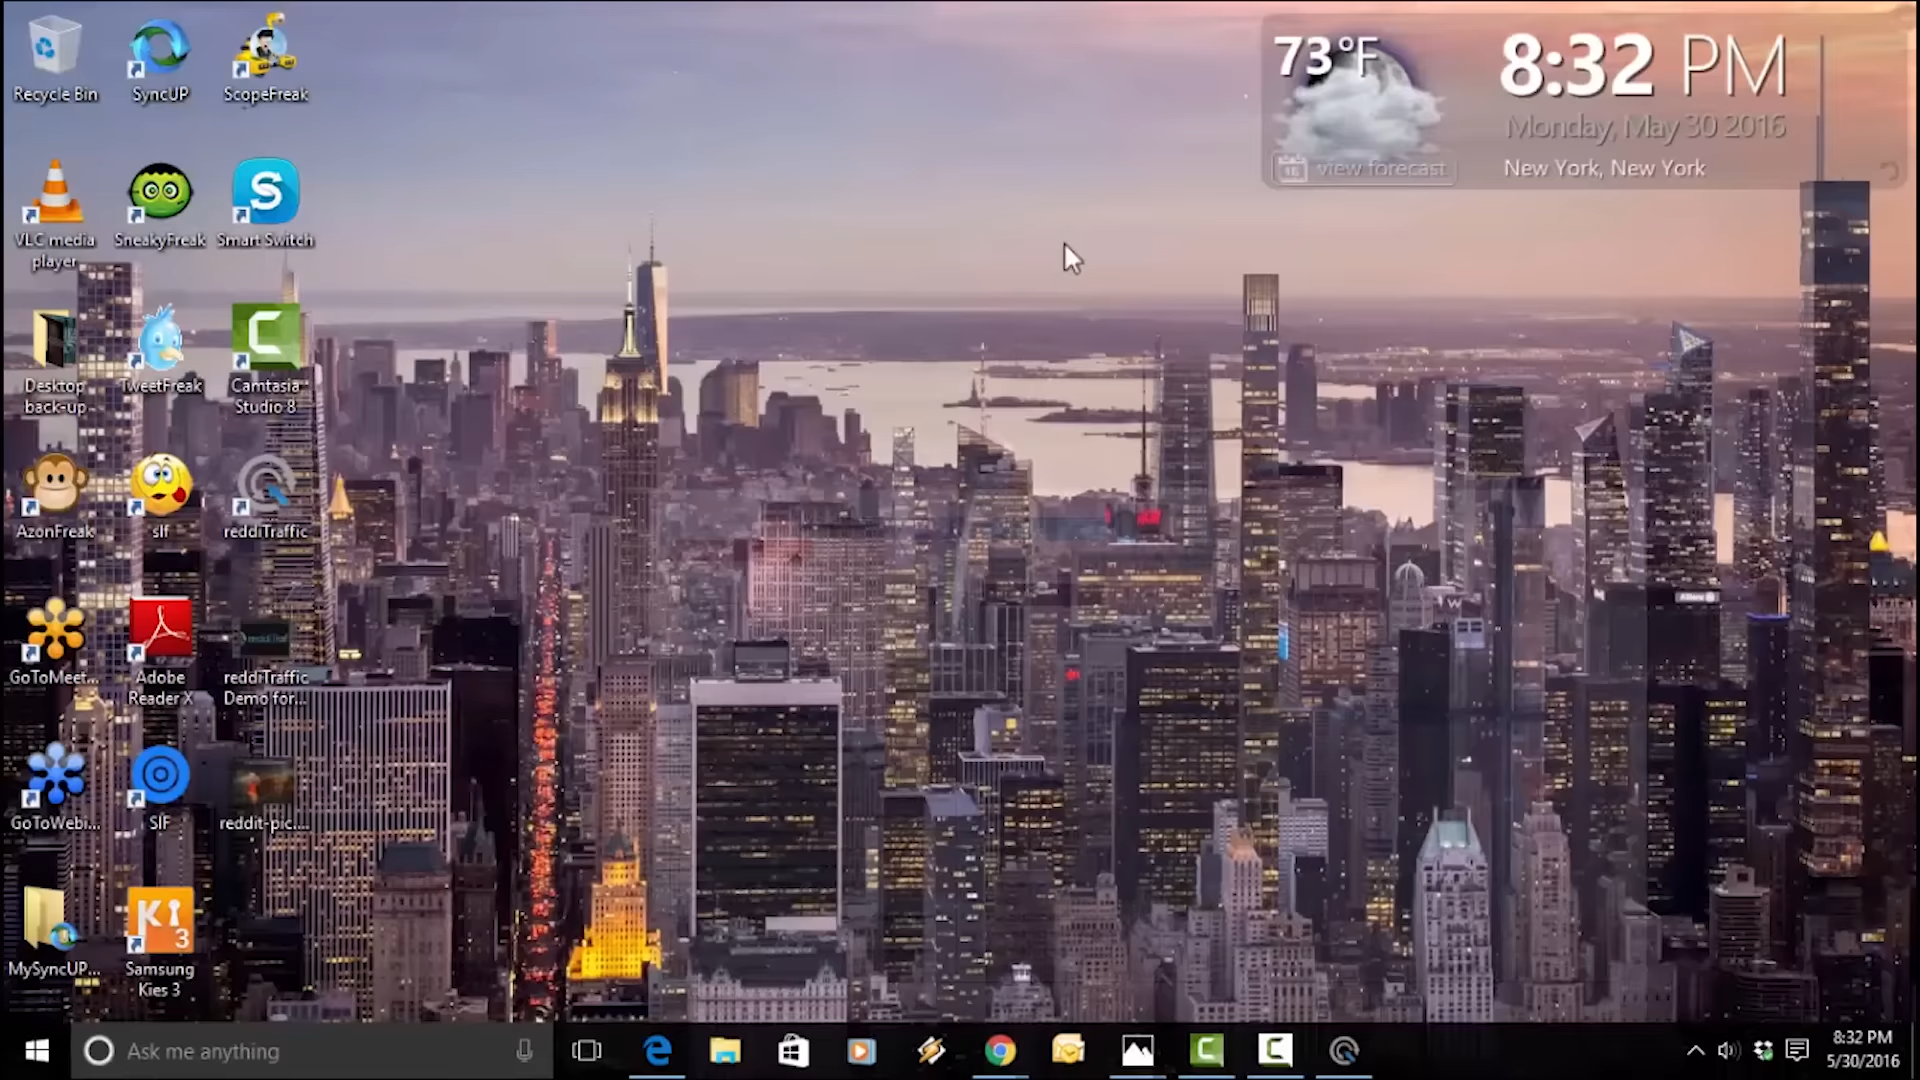 Recycle Bin
SyncUP
ScopeFreak
73°F
8:32 PM
Monday, May 30 2016
view forecast
New York, New York
VLC media
player
SneakyFreak
Smart Switch
Desktop
back-up
TweetFreak
Camtasia
Studio 8
AzonFreak
slf
reddiTraffic
GoToMeet...
Adobe
Reader X
reddiTraffic
Demo for...
GoToWebi...
SlF
reddit-pic....
MySyncUP...
Samsung
Kies 3
Ask me anything
8:32 PM
5/30/2016